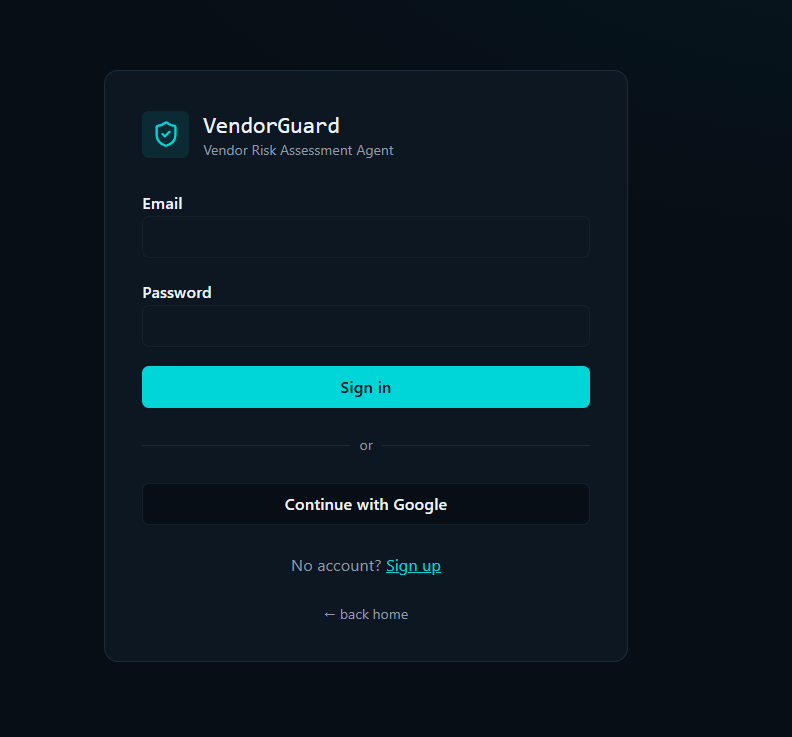 VendorGuard
Vendor Risk Assessment Agent
Email
Password
Sign in
or
Continue with Google
No account? Sign up
← back home